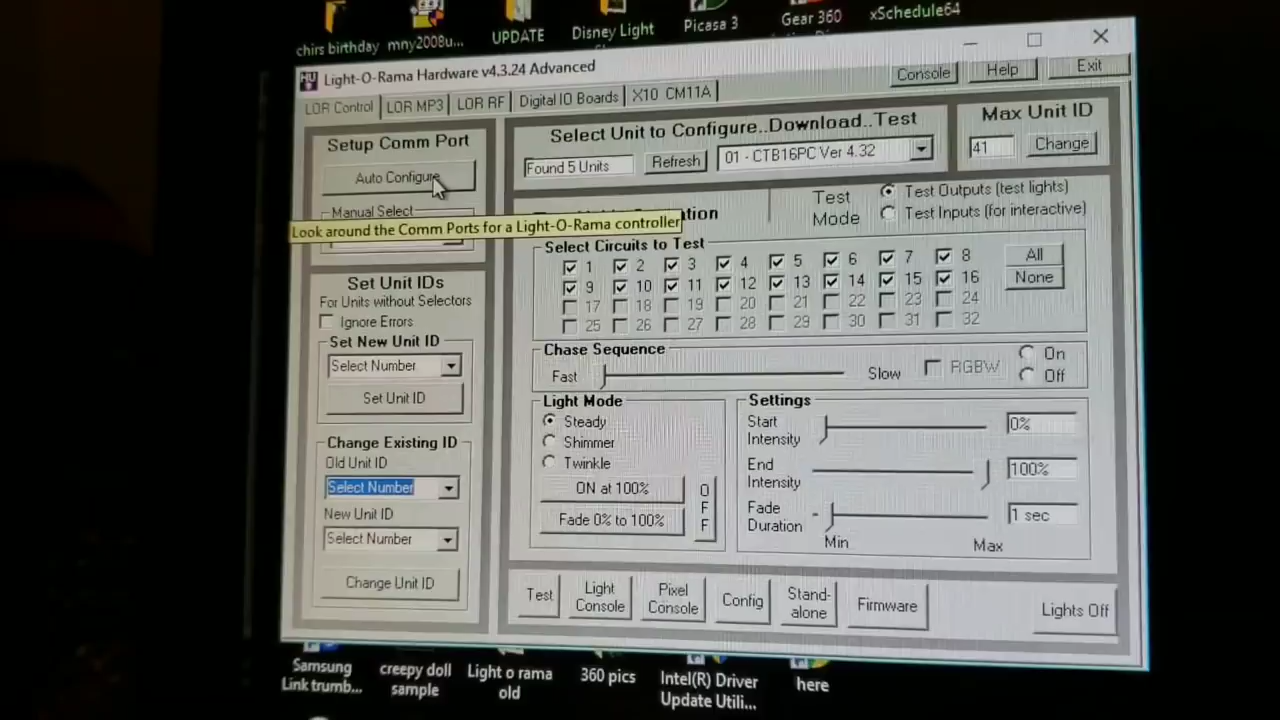 chirs birthday
mny2008u...
UPDATE
Disney Light
Picasa 3
Gear 360
xSchedule64
Light-O-Rama Hardware v4.3.24 Advanced
Console
Help
Exit
LOR Control
LOR MP3
LOR RF
Digital IO Boards
X10 CM11A
Setup Comm Port
Auto Configure
Manual Select
Look around the Comm Ports for a Light-O-Rama controller
Set Unit IDs
For Units without Selectors
Ignore Errors
Set New Unit ID
Select Number
Set Unit ID
Change Existing ID
Old Unit ID
Select Number
New Unit ID
Select Number
Change Unit ID
Select Unit to Configure..Download..Test
Found 5 Units
Refresh
01 - CTB16PC Ver 4.32
Max Unit ID
41
Change
Test
Mode
Test Outputs (test lights)
Test Inputs (for interactive)
Select Circuits to Test
1 2 3 4 5 6 7 8
9 10 11 12 13 14 15 16
17 18 19 20 21 22 23 24
25 26 27 28 29 30 31 32
All
None
Chase Sequence
Fast
Slow
RGBW
On
Off
Light Mode
Steady
Shimmer
Twinkle
ON at 100%
Fade 0% to 100%
O
F
F
Settings
Start
Intensity
0%
End
Intensity
100%
Fade
Duration
1 sec
Min
Max
Test
Light
Console
Pixel
Console
Config
Stand-
alone
Firmware
Lights Off
Samsung
Link trumb...
creepy doll
sample
Light o rama
old
360 pics
Intel(R) Driver
Update Utili...
here